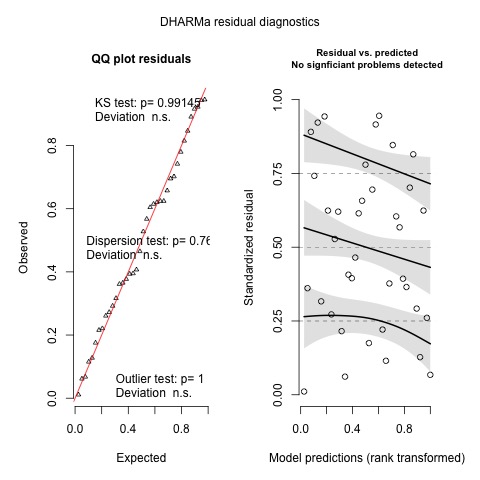 DHARMa residual diagnostics
QQ plot residuals
KS test: p= 0.99145
Deviation n.s.
Dispersion test: p= 0.76
Deviation n.s.
Outlier test: p= 1
Deviation n.s.
Observed
0.0
0.2
0.4
0.6
0.8
0.0
0.4
0.8
Expected
Residual vs. predicted
No signficiant problems detected
Standardized residual
0.00
0.25
0.50
0.75
1.00
0.0
0.4
0.8
Model predictions (rank transformed)